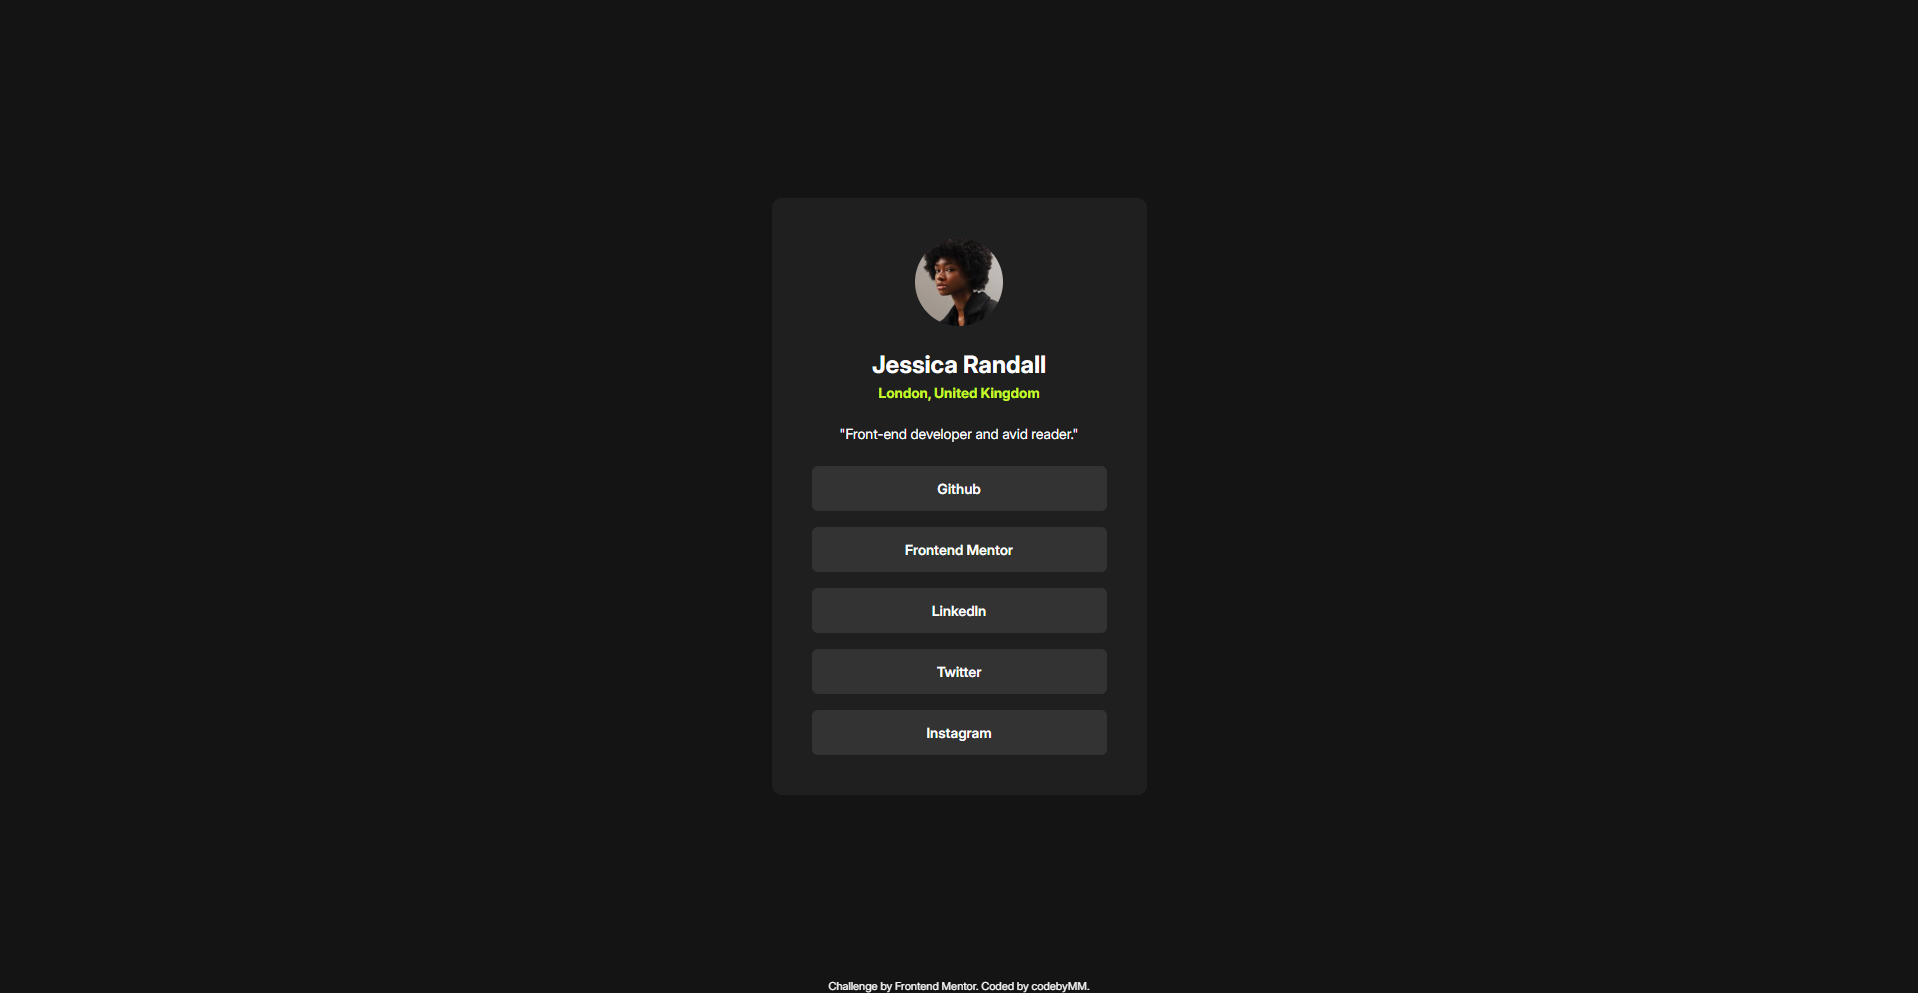 Jessica Randall
London, United Kingdom
"Front-end developer and avid reader."
Github
Frontend Mentor
LinkedIn
Twitter
Instagram
Challenge by Frontend Mentor. Coded by codebyMM.